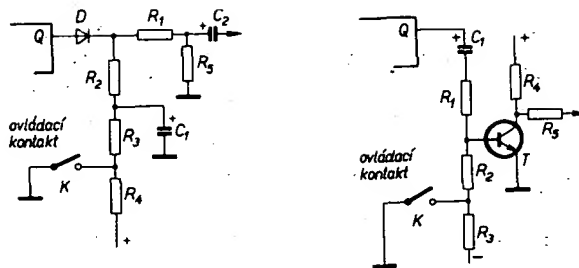 Q
D
R1
C2
+
R2
R5
ovládací
kontakt
R3
+
C1
K
R4
+
Q
+
C1
+
R4
R1
R5
T
ovládací
kontakt
R2
K
R3
−